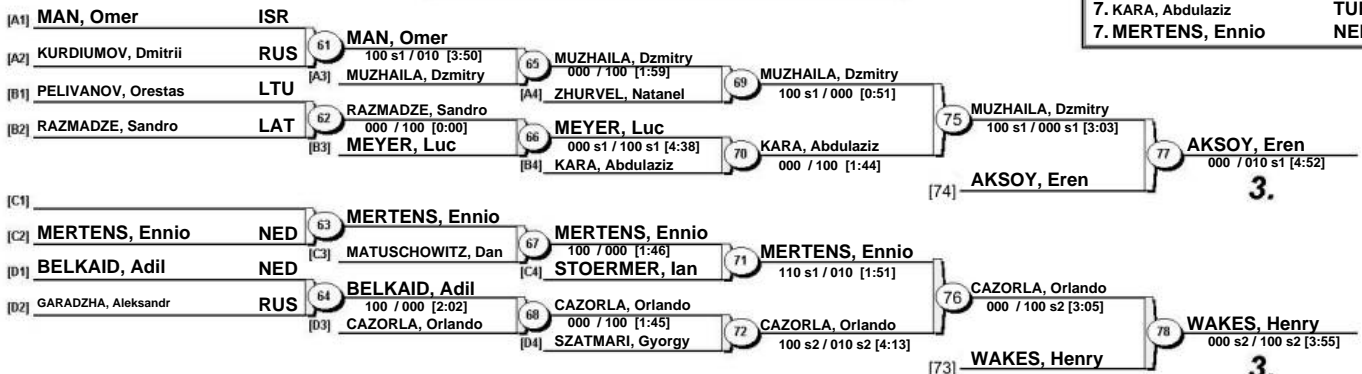 7. KARA, Abdulaziz
7. MERTENS, Ennio NED
[A1] MAN, Omer ISR
[A2] KURDIUMOV, Dmitrii RUS
61 MAN, Omer
100 s1 / 010 [3:50]
[A3] MUZHAILA, Dzmitry
[B1] PELIVANOV, Orestas LTU
[B2] RAZMADZE, Sandro LAT
62 RAZMADZE, Sandro
000 / 100 [0:00]
[B3] MEYER, Luc
65 MUZHAILA, Dzmitry
000 / 100 [1:59]
[A4] ZHURVEL, Natanel
66 MEYER, Luc
000 s1 / 100 s1 [4:38]
[B4] KARA, Abdulaziz
69 MUZHAILA, Dzmitry
100 s1 / 000 [0:51]
70 KARA, Abdulaziz
000 / 100 [1:44]
75 MUZHAILA, Dzmitry
100 s1 / 000 s1 [3:03]
[74] AKSOY, Eren
77 AKSOY, Eren
000 / 010 s1 [4:52]
3.
[C1]
[C2] MERTENS, Ennio NED
63 MERTENS, Ennio
[C3] MATUSCHOWITZ, Dan
[D1] BELKAID, Adil NED
[D2] GARADZHA, Aleksandr RUS
64 BELKAID, Adil
100 / 000 [2:02]
[D3] CAZORLA, Orlando
67 MERTENS, Ennio
100 / 000 [1:46]
[C4] STOERMER, Ian
68 CAZORLA, Orlando
000 / 100 [1:45]
[D4] SZATMARI, Gyorgy
71 MERTENS, Ennio
110 s1 / 010 [1:51]
72 CAZORLA, Orlando
100 s2 / 010 s2 [4:13]
76 CAZORLA, Orlando
000 / 100 s2 [3:05]
[73] WAKES, Henry
78 WAKES, Henry
000 s2 / 100 s2 [3:55]
3.